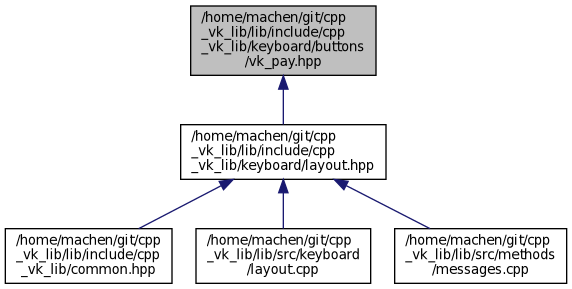 /home/machen/git/cpp
_vk_lib/lib/include/cpp
_vk_lib/keyboard/buttons
/vk_pay.hpp
/home/machen/git/cpp
_vk_lib/lib/include/cpp
_vk_lib/keyboard/layout.hpp
/home/machen/git/cpp
_vk_lib/lib/include/cpp
_vk_lib/common.hpp
/home/machen/git/cpp
_vk_lib/lib/src/keyboard
/layout.cpp
/home/machen/git/cpp
_vk_lib/lib/src/methods
/messages.cpp